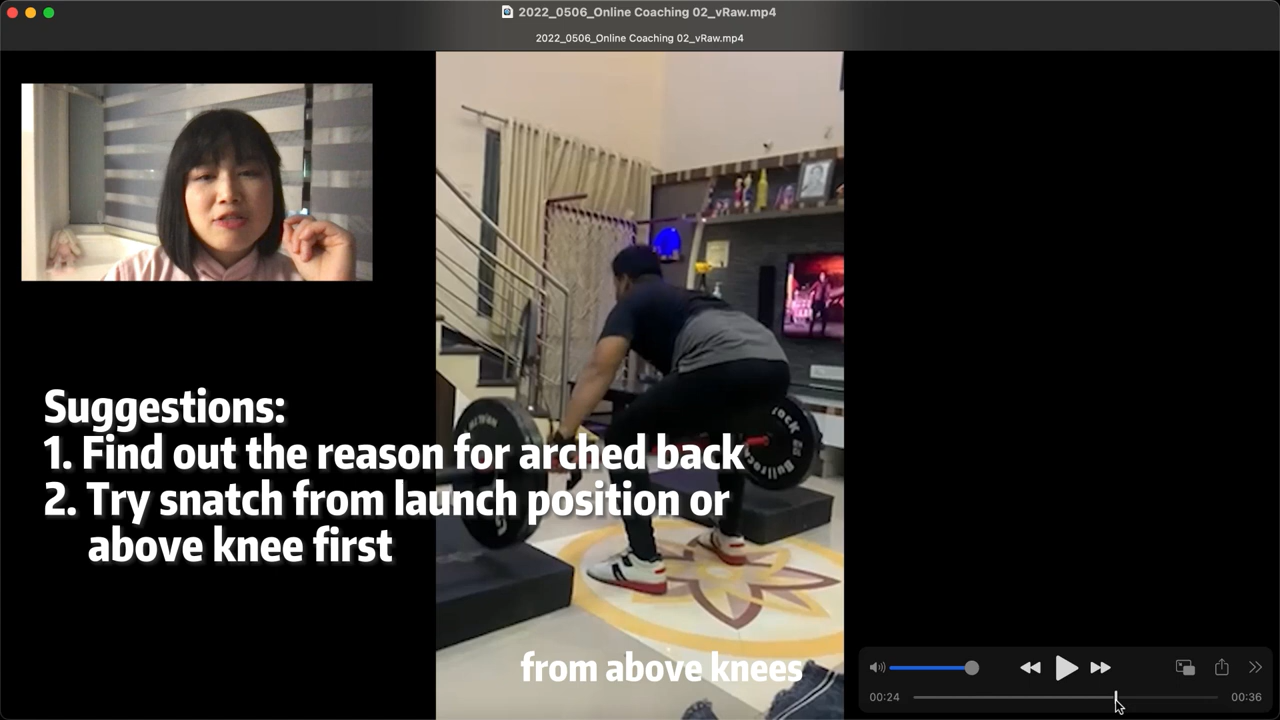 2022_0506_Online Coaching 02_vRaw.mp4
2022_0506_Online Coaching 02_vRaw.mp4
Suggestions:
1. Find out the reason for arched back
2. Try snatch from launch position or
above knee first
from above knees
00:24
00:36